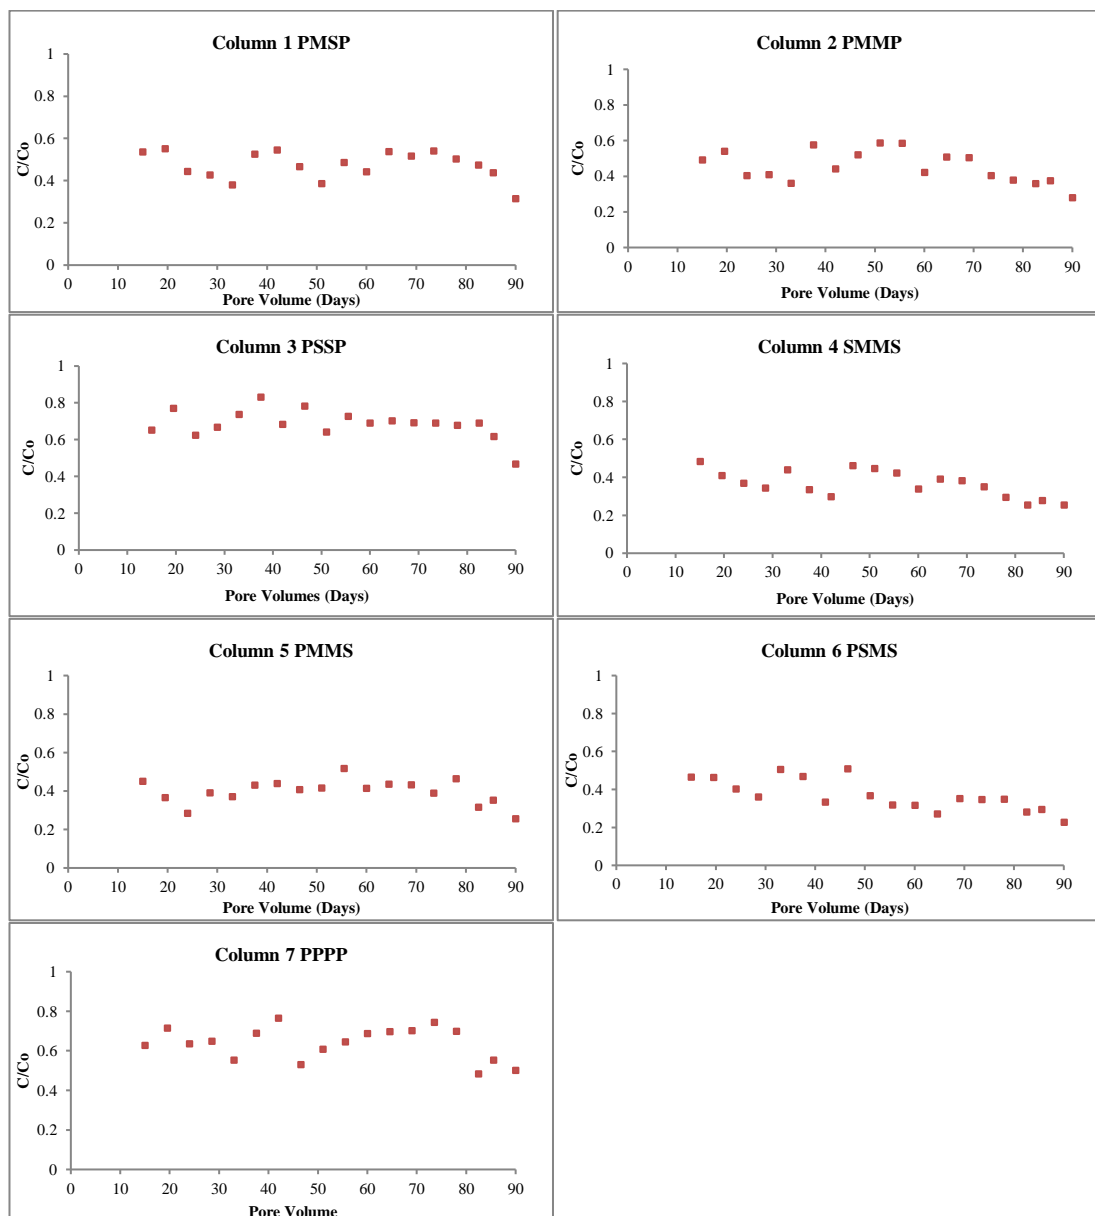 Column 1 PMSP
1
0.8
0.6
0.4
0.2
0
C/Co
0 10 20 30 40 50 60 70 80 90
Pore Volume (Days)
Column 2 PMMP
1
0.8
0.6
0.4
0.2
0
C/Co
0 10 20 30 40 50 60 70 80 90
Pore Volume (Days)
Column 3 PSSP
1
0.8
0.6
0.4
0.2
0
C/Co
0 10 20 30 40 50 60 70 80 90
Pore Volumes (Days)
Column 4 SMMS
1
0.8
0.6
0.4
0.2
0
C/Co
0 10 20 30 40 50 60 70 80 90
Pore Volume (Days)
Column 5 PMMS
1
0.8
0.6
0.4
0.2
0
C/Co
0 10 20 30 40 50 60 70 80 90
Pore Volume (Days)
Column 6 PSMS
1
0.8
0.6
0.4
0.2
0
C/Co
0 10 20 30 40 50 60 70 80 90
Pore Volume (Days)
Column 7 PPPP
1
0.8
0.6
0.4
0.2
0
C/Co
0 10 20 30 40 50 60 70 80 90
Pore Volume